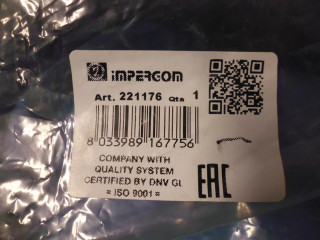 IMPERGOM
Art. 221176 Qta 1
8 033989 167756
COMPANY WITH
QUALITY SYSTEM
CERTIFIED BY DNV GL
= ISO 9001 =
EAC